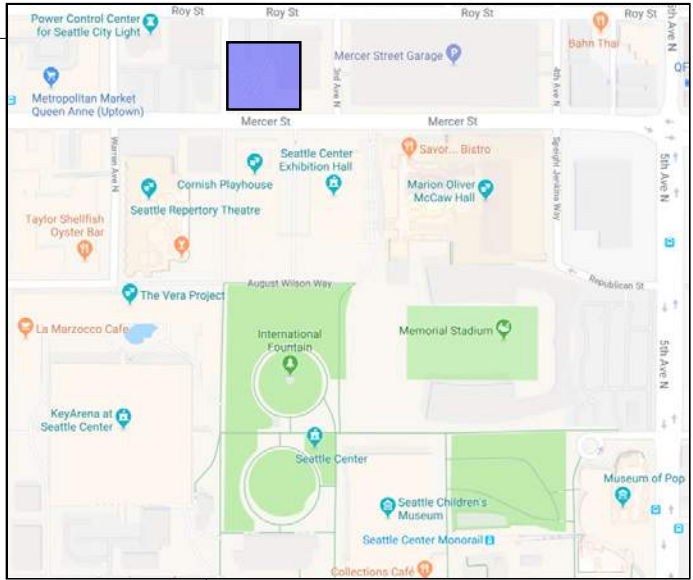 Roy St
Roy St
Roy St
Roy St
5th Ave N
Power Control Center
for Seattle City Light
Bahn Thai
Mercer Street Garage
QF
3rd Ave N
4th Ave N
Metropolitan Market
Queen Anne (Uptown)
Mercer St
Mercer St
Warren Ave N
Savor... Bistro
Seattle Center
Exhibition Hall
Cornish Playhouse
Speight Jenkins Way
5th Ave N
Marion Oliver
McCaw Hall
Seattle Repertory Theatre
Taylor Shellfish
Oyster Bar
August Wilson Way
Republican St
The Vera Project
La Marzocco Cafe
International
Fountain
Memorial Stadium
5th Ave N
KeyArena at
Seattle Center
Seattle Center
Museum of Pop
Seattle Children's
Museum
Seattle Center Monorail
Collections Café